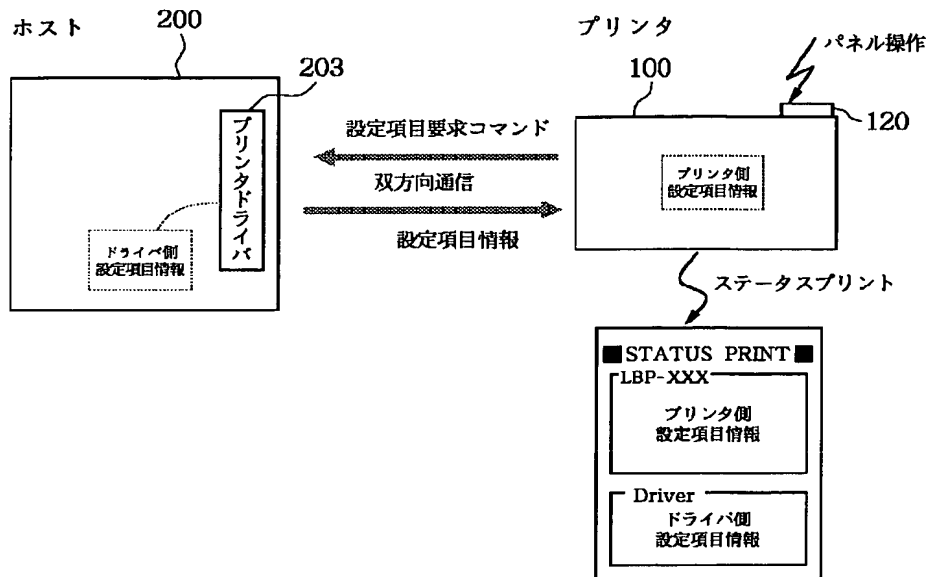 ホスト
200
203
プリンタドライバ
ドライバ側
設定項目情報
設定項目要求コマンド
双方向通信
設定項目情報
プリンタ
100
パネル操作
120
プリンタ側
設定項目情報
ステータスプリント
■STATUS PRINT■
LBP-XXX
プリンタ側
設定項目情報
Driver
ドライバ側
設定項目情報